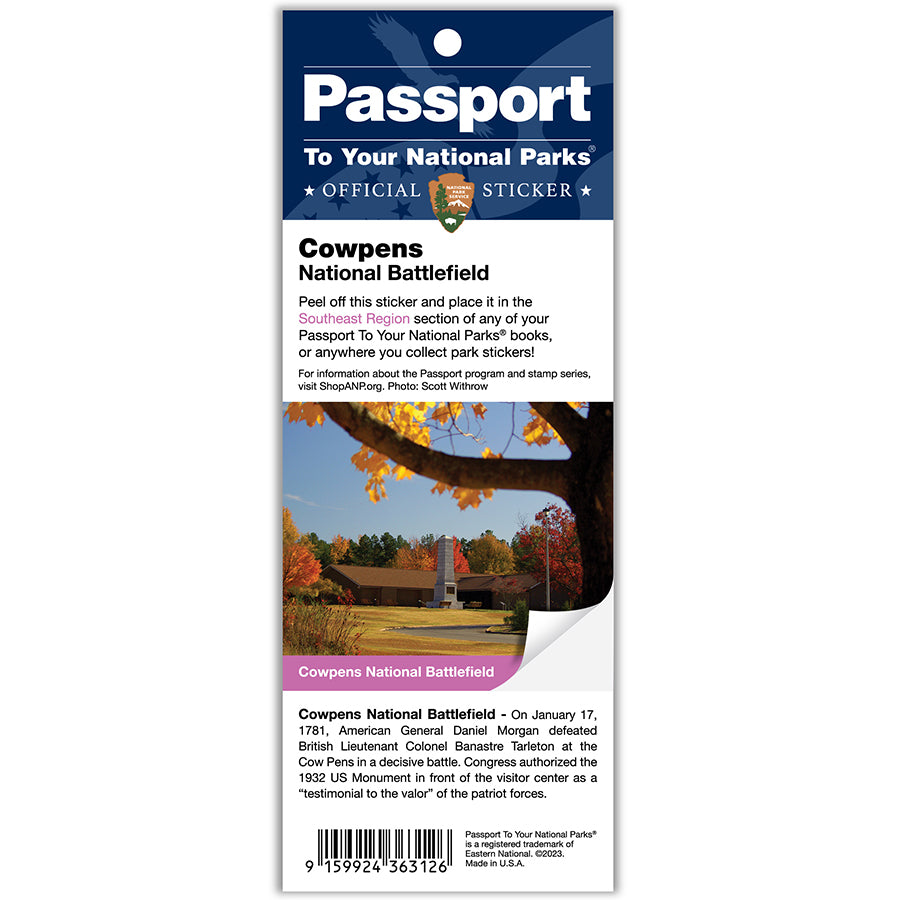 Passport
To Your National Parks®
★ OFFICIAL STICKER ★
NATIONAL
PARK
SERVICE
Cowpens
National Battlefield
Peel off this sticker and place it in the
Southeast Region section of any of your
Passport To Your National Parks® books,
or anywhere you collect park stickers!
For information about the Passport program and stamp series,
visit ShopANP.org. Photo: Scott Withrow
Cowpens National Battlefield
Cowpens National Battlefield - On January 17,
1781, American General Daniel Morgan defeated
British Lieutenant Colonel Banastre Tarleton at the
Cow Pens in a decisive battle. Congress authorized the
1932 US Monument in front of the visitor center as a
“testimonial to the valor” of the patriot forces.
9 159924 363126
Passport To Your National Parks®
is a registered trademark of
Eastern National. ©2023.
Made in U.S.A.